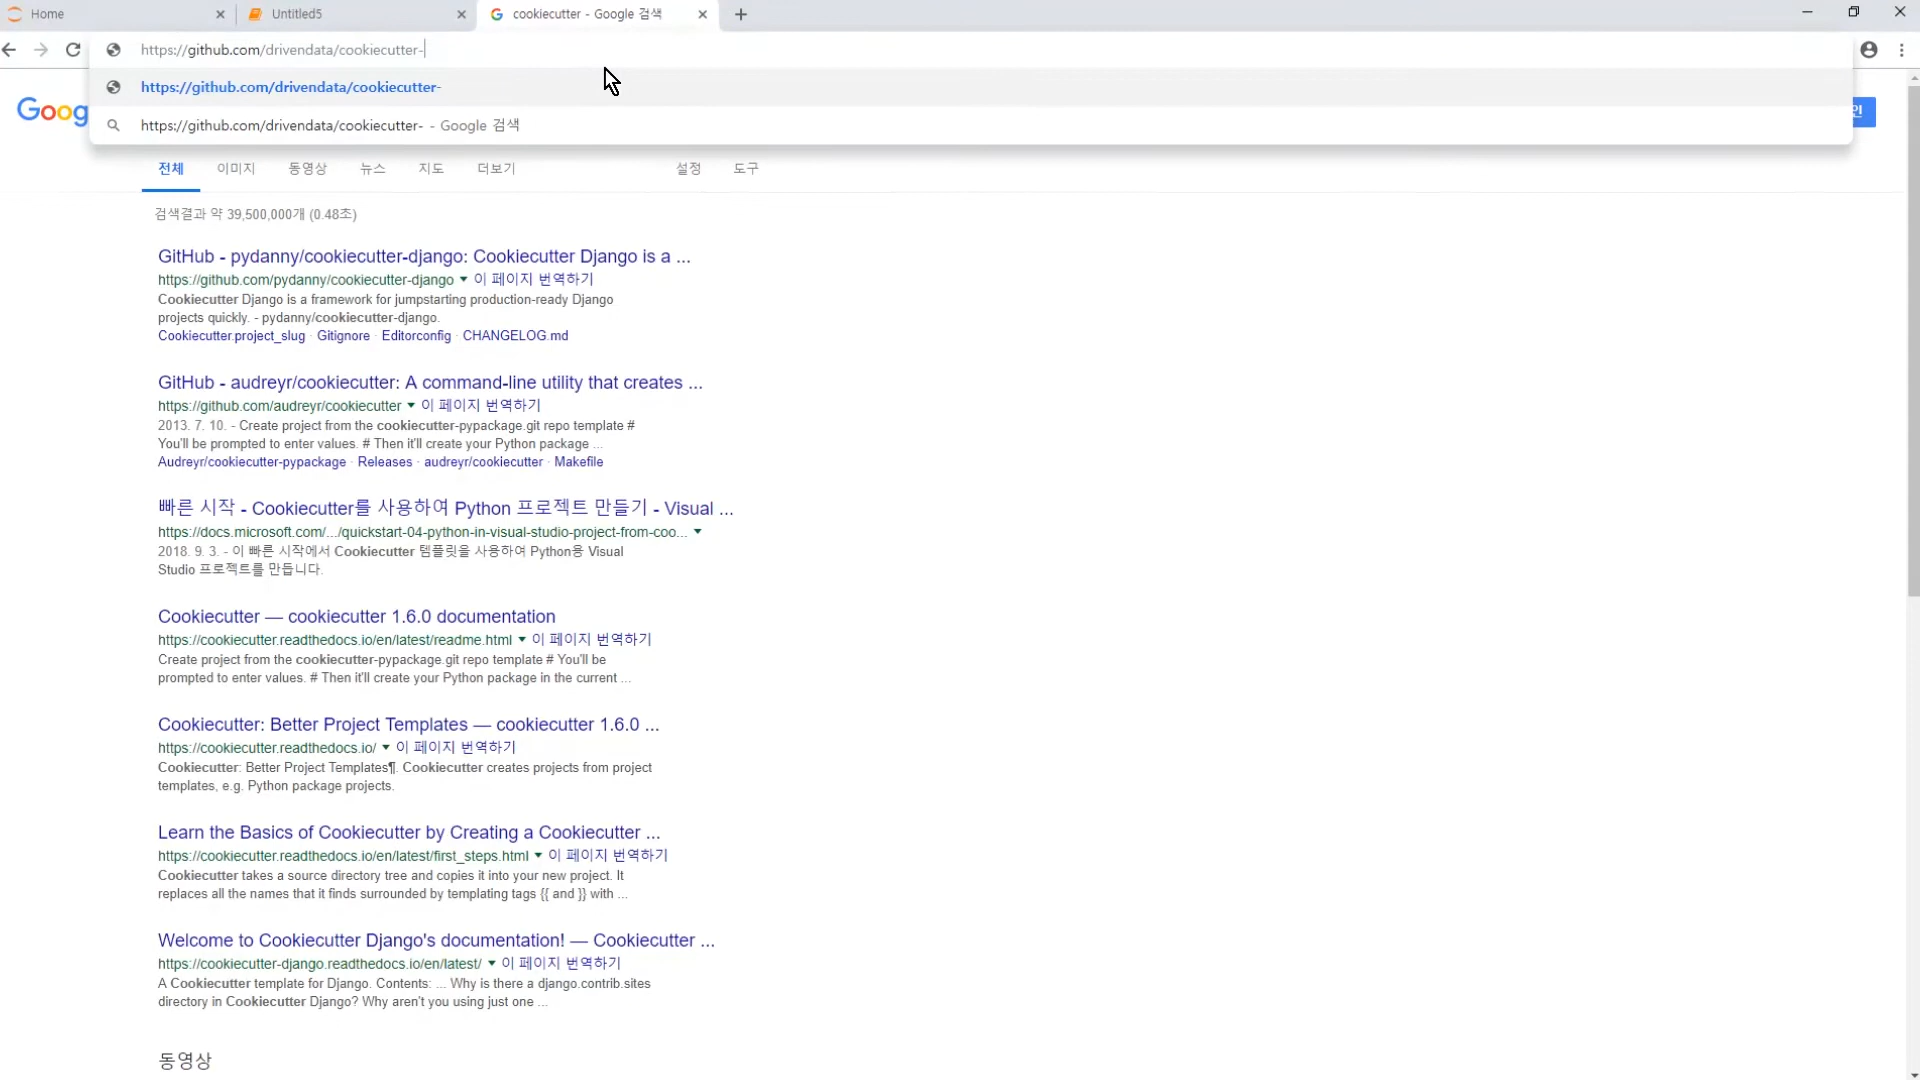 Home
Untitled5
cookiecutter - Google 검색
https://github.com/drivendata/cookiecutter-
https://github.com/drivendata/cookiecutter-
https://github.com/drivendata/cookiecutter- - Google 검색
Goog
인
전체 이미지 동영상 뉴스 지도 더보기 설정 도구
검색결과 약 39,500,000개 (0.48초)
GitHub - pydanny/cookiecutter-django: Cookiecutter Django is a ...
https://github.com/pydanny/cookiecutter-django ▼ 이 페이지 번역하기
Cookiecutter Django is a framework for jumpstarting production-ready Django
projects quickly. - pydanny/cookiecutter-django.
Cookiecutter.project_slug · Gitignore · Editorconfig · CHANGELOG.md
GitHub - audreyr/cookiecutter: A command-line utility that creates ...
https://github.com/audreyr/cookiecutter ▼ 이 페이지 번역하기
2013. 7. 10. - Create project from the cookiecutter-pypackage.git repo template #
You'll be prompted to enter values. # Then it'll create your Python package ...
Audreyr/cookiecutter-pypackage · Releases · audreyr/cookiecutter · Makefile
빠른 시작 - Cookiecutter를 사용하여 Python 프로젝트 만들기 - Visual ...
https://docs.microsoft.com/.../quickstart-04-python-in-visual-studio-project-from-coo... ▼
2018. 9. 3. - 이 빠른 시작에서 Cookiecutter 템플릿을 사용하여 Python용 Visual
Studio 프로젝트를 만듭니다.
Cookiecutter — cookiecutter 1.6.0 documentation
https://cookiecutter.readthedocs.io/en/latest/readme.html ▼ 이 페이지 번역하기
Create project from the cookiecutter-pypackage.git repo template # You'll be
prompted to enter values. # Then it'll create your Python package in the current ...
Cookiecutter: Better Project Templates — cookiecutter 1.6.0 ...
https://cookiecutter.readthedocs.io/ ▼ 이 페이지 번역하기
Cookiecutter: Better Project Templates¶. Cookiecutter creates projects from project
templates, e.g. Python package projects.
Learn the Basics of Cookiecutter by Creating a Cookiecutter ...
https://cookiecutter.readthedocs.io/en/latest/first_steps.html ▼ 이 페이지 번역하기
Cookiecutter takes a source directory tree and copies it into your new project. It
replaces all the names that it finds surrounded by templating tags {{ and }} with ...
Welcome to Cookiecutter Django's documentation! — Cookiecutter ...
https://cookiecutter-django.readthedocs.io/en/latest/ ▼ 이 페이지 번역하기
A Cookiecutter template for Django. Contents: ... Why is there a django.contrib.sites
directory in Cookiecutter Django? Why aren't you using just one ...
동영상